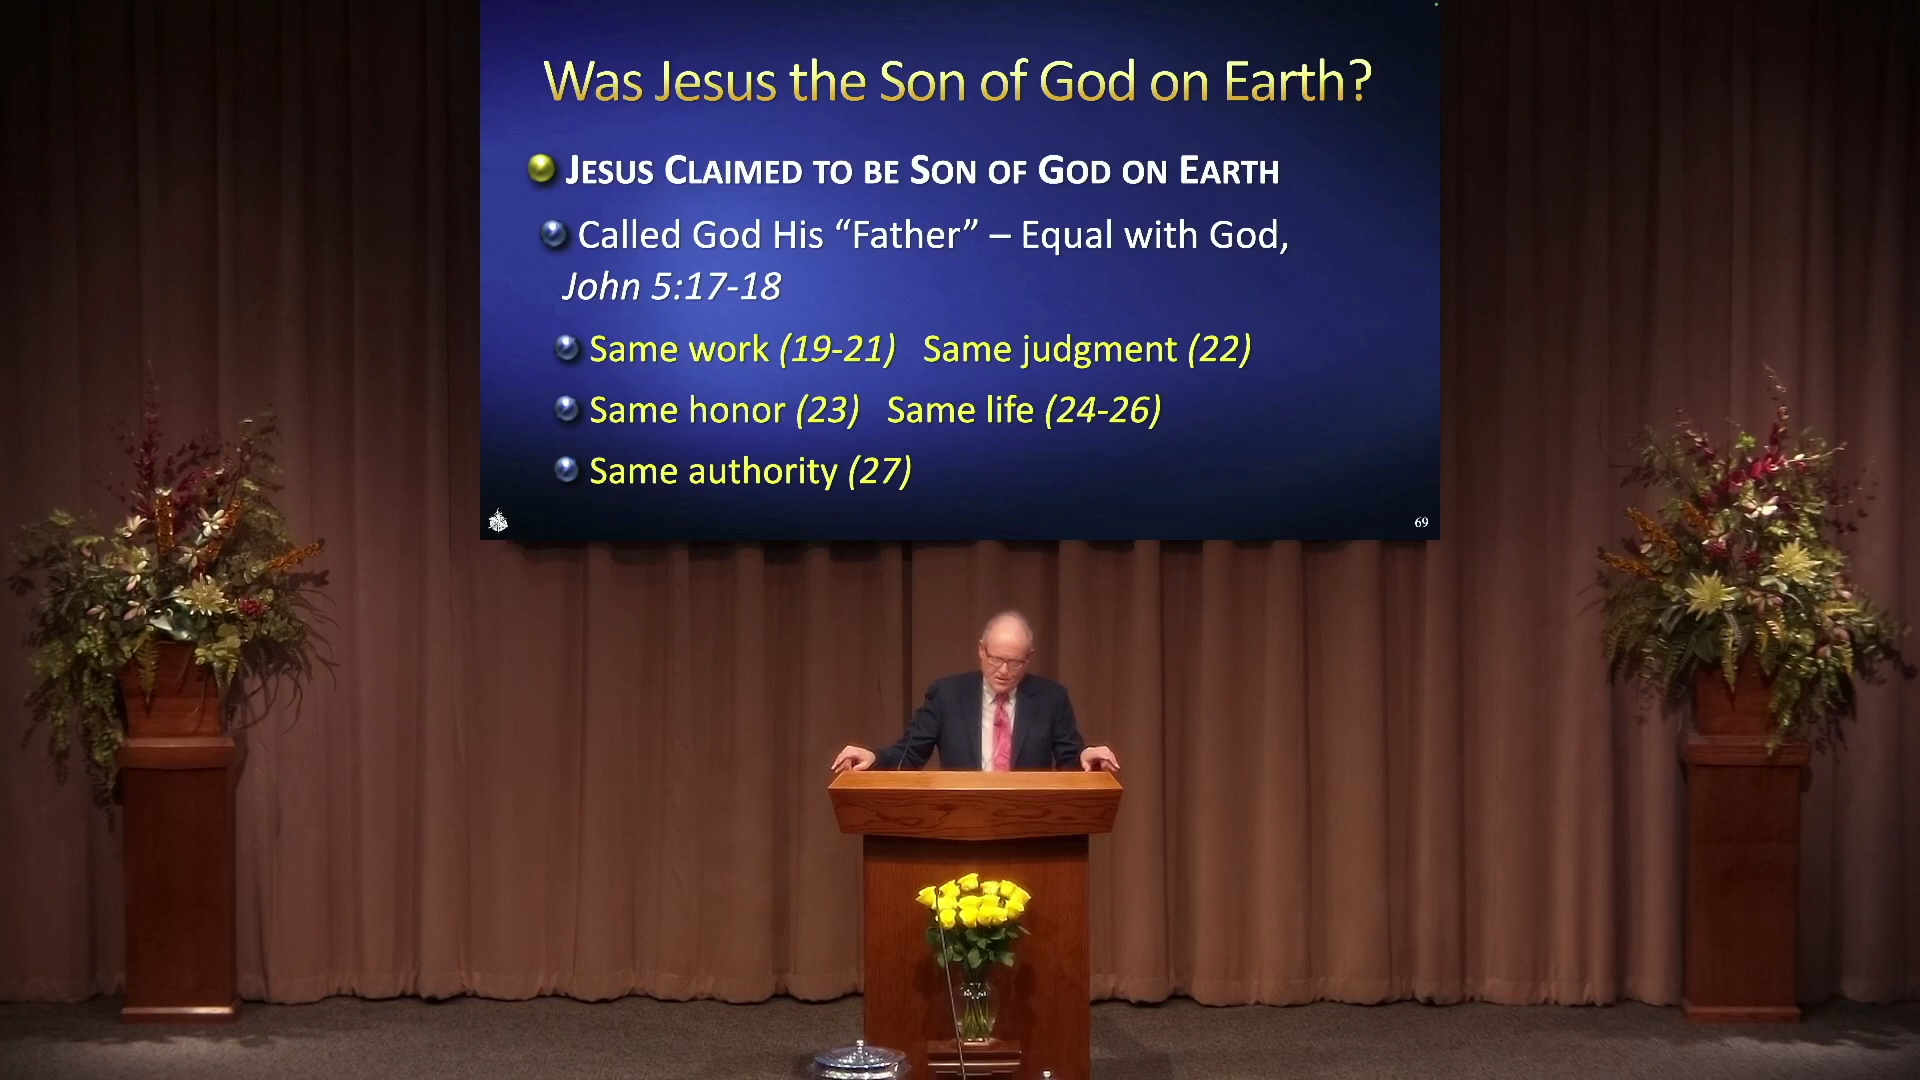 Was Jesus the Son of God on Earth?
JESUS CLAIMED TO BE SON OF GOD ON EARTH
Called God His “Father” – Equal with God,
John 5:17-18
Same work (19-21) Same judgment (22)
Same honor (23) Same life (24-26)
Same authority (27)
69